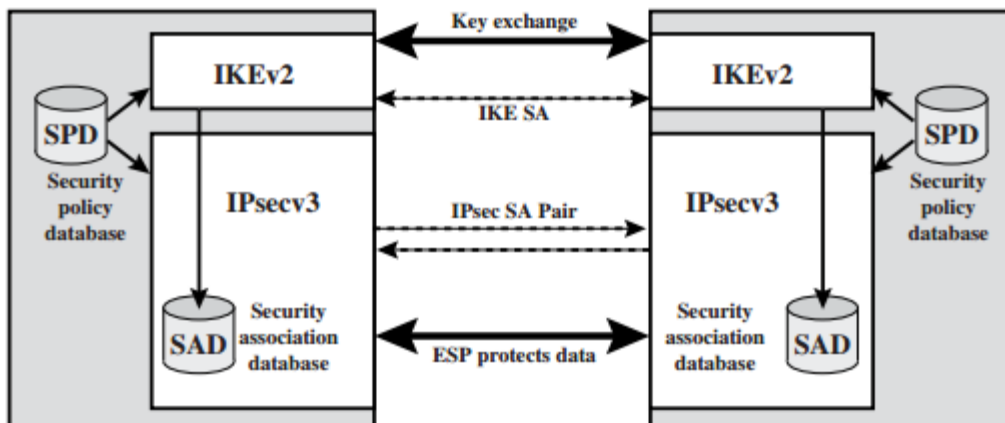 Key exchange
IKEv2
IKEv2
IKE SA
SPD
SPD
Security
policy
database
Security
policy
database
IPsecv3
IPsec SA Pair
IPsecv3
SAD
Security
association
database
ESP protects data
Security
association
database
SAD